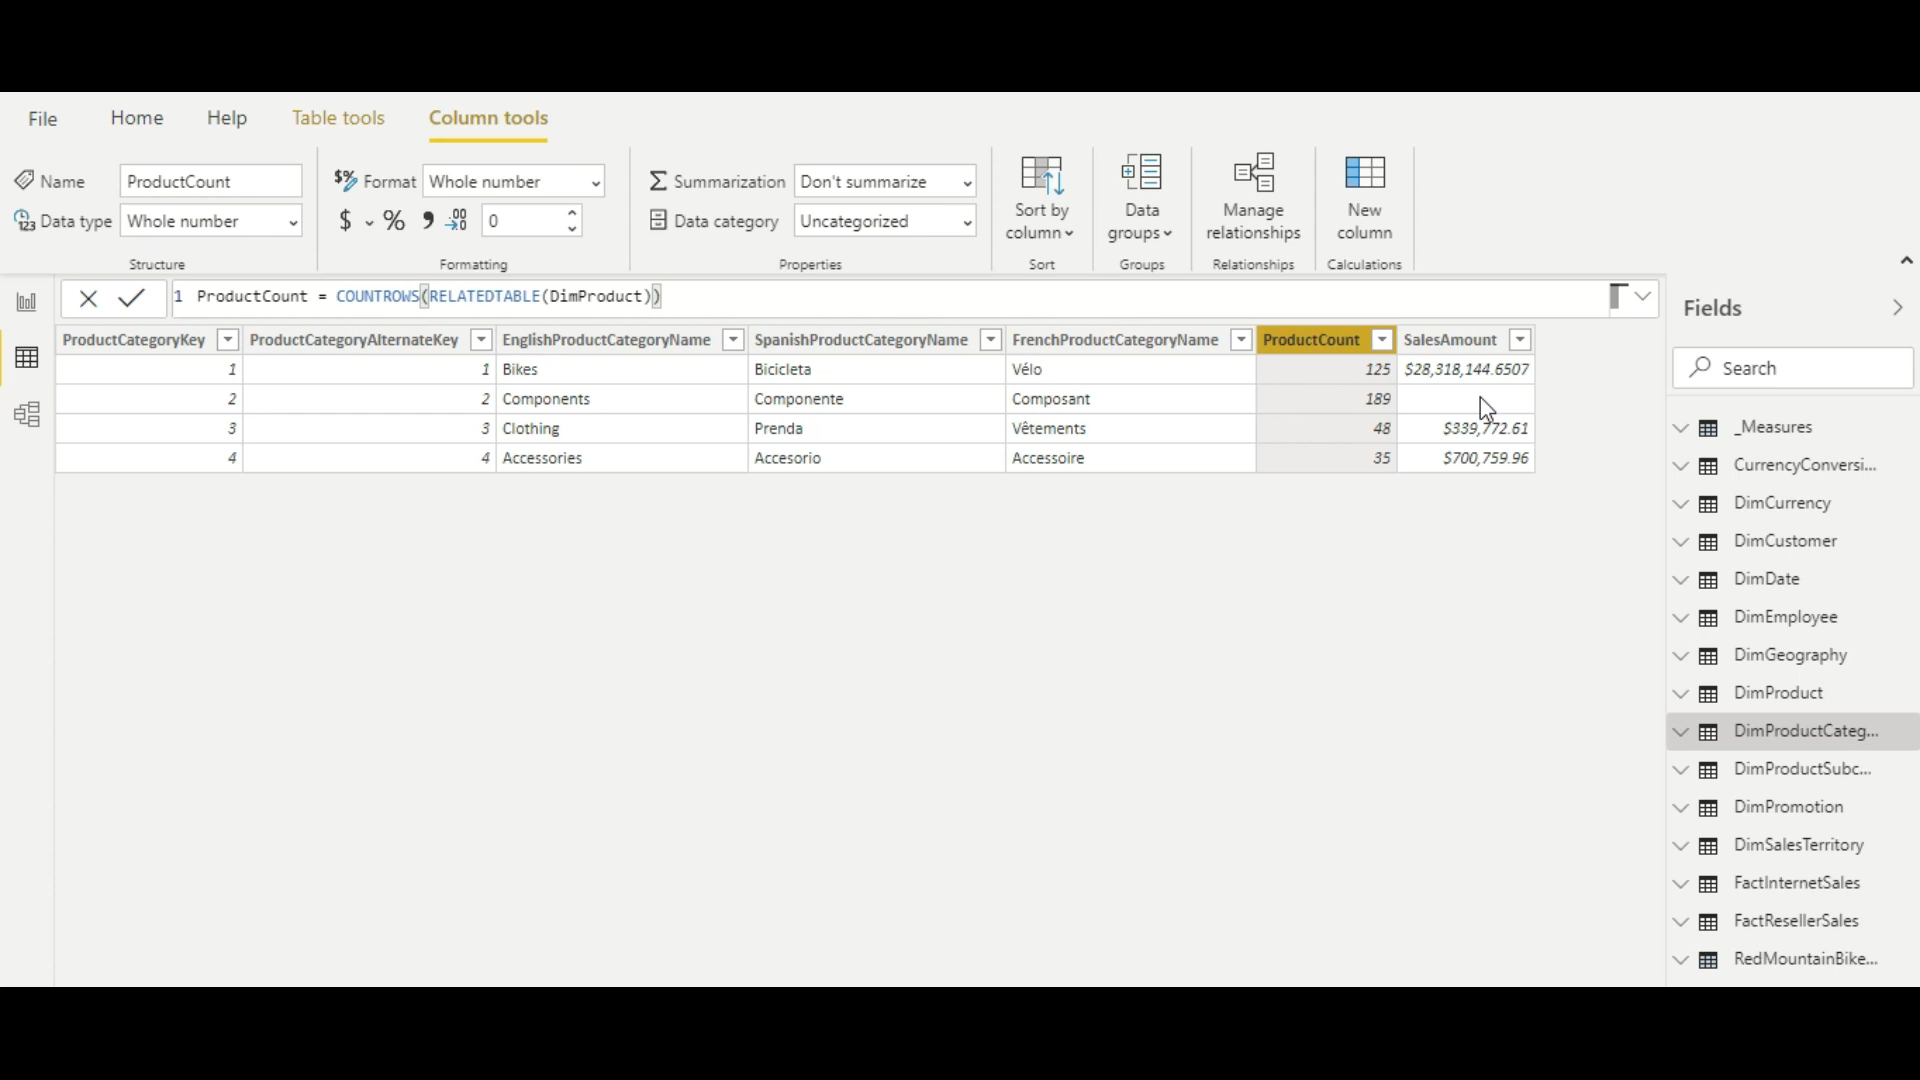 File Home Help Table tools Column tools
Name ProductCount $% Format Whole number Σ Summarization Don't summarize
Data type Whole number $ % 9 .00 0 Data category Uncategorized
Sort by column
Data groups
Manage relationships
New column
Structure Formatting Properties Sort Groups Relationships Calculations
1 ProductCount = COUNTROWS(RELATEDTABLE(DimProduct))
ProductCategoryKey ProductCategoryAlternateKey EnglishProductCategoryName SpanishProductCategoryName FrenchProductCategoryName ProductCount SalesAmount
1 1 Bikes Bicicleta Vélo 125 $28,318,144.6507
2 2 Components Componente Composant 189
3 3 Clothing Prenda Vêtements 48 $339,772.61
4 4 Accessories Accesorio Accessoire 35 $700,759.96
Fields
Search
_Measures
CurrencyConversi...
DimCurrency
DimCustomer
DimDate
DimEmployee
DimGeography
DimProduct
DimProductCateg...
DimProductSubc...
DimPromotion
DimSalesTerritory
FactInternetSales
FactResellerSales
RedMountainBike...